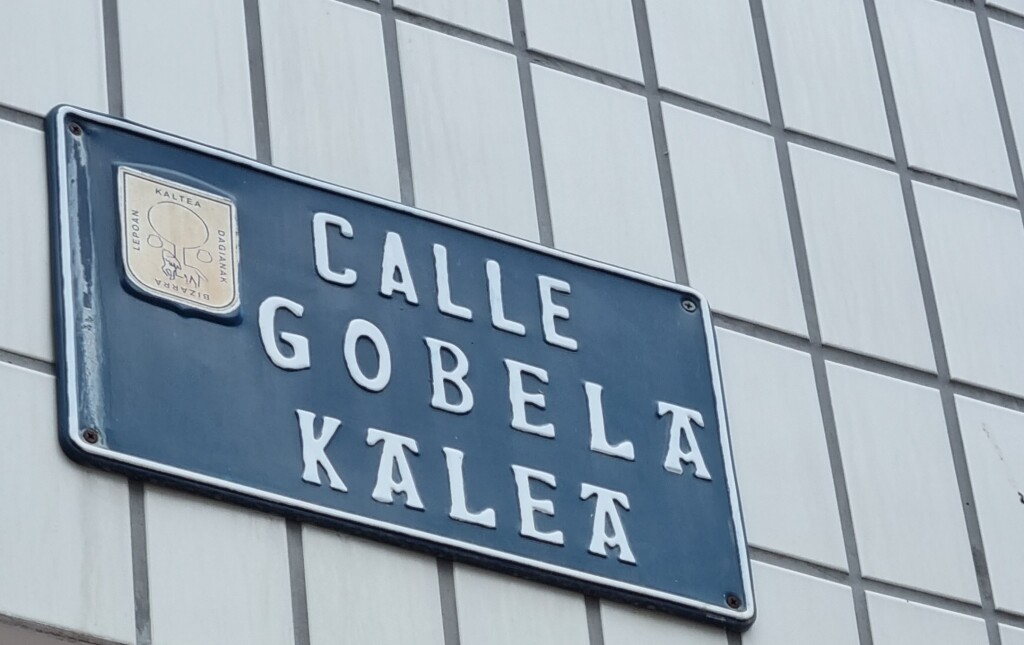 KALTEA
LEPOAN
DAGIANAK
BIZARRA
CALLE
GOBELA
KALEA